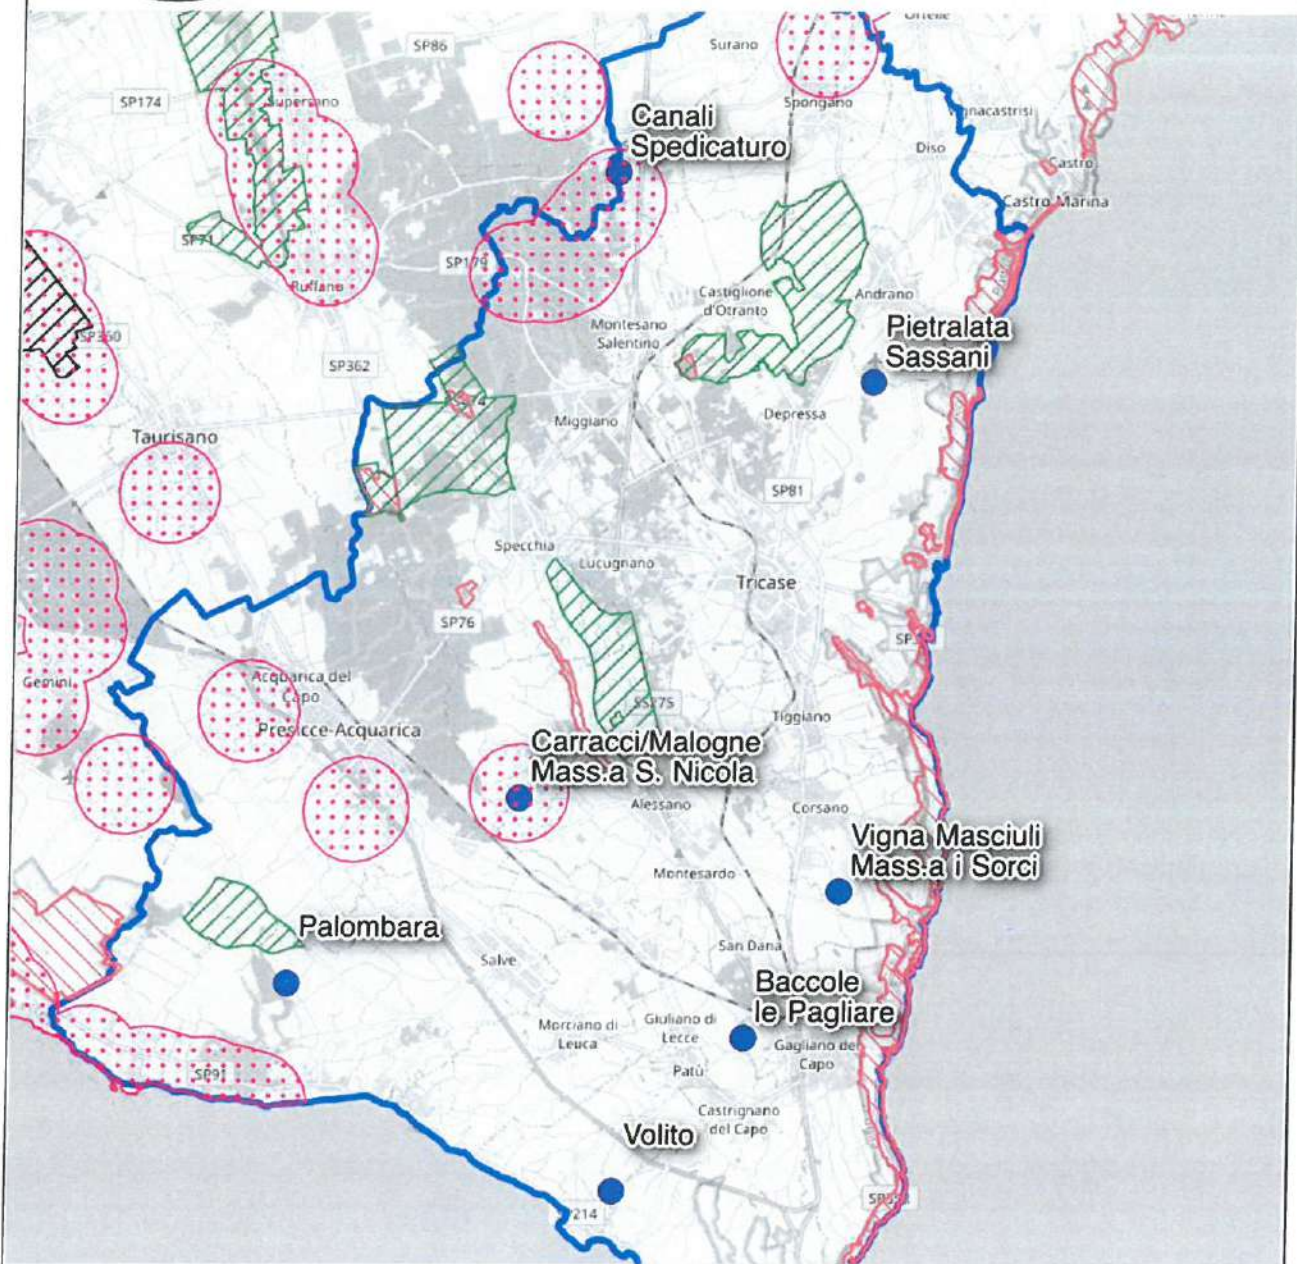 SP86
Surano
SP174
Supersano
Spongano
Canali
Spedicaturo
Vignacastrisi
Diso
Castro
Castro Marina
SP71
SP179
Ruffano
Castiglione
d'Otranto
Andrano
Montesano
Salentino
Pietralata
Sassani
SP360
SP362
Miggiano
Depressa
Taurisano
SP81
Specchia
Lucugnano
Tricase
SP76
Gemini
Acquarica del
Capo
SS275
Tiggiano
Presicce-Acquarica
Carracci/Malogne
Mass.a S. Nicola
Alessano
Corsano
Vigna Masciuli
Mass.a i Sorci
Montesardo
Palombara
San Dana
Salve
Baccole
le Pagliare
Morciano di
Leuca
Giuliano di
Lecce
Gagliano del
Capo
Patù
SP91
Castrignano
del Capo
Volito
SP214